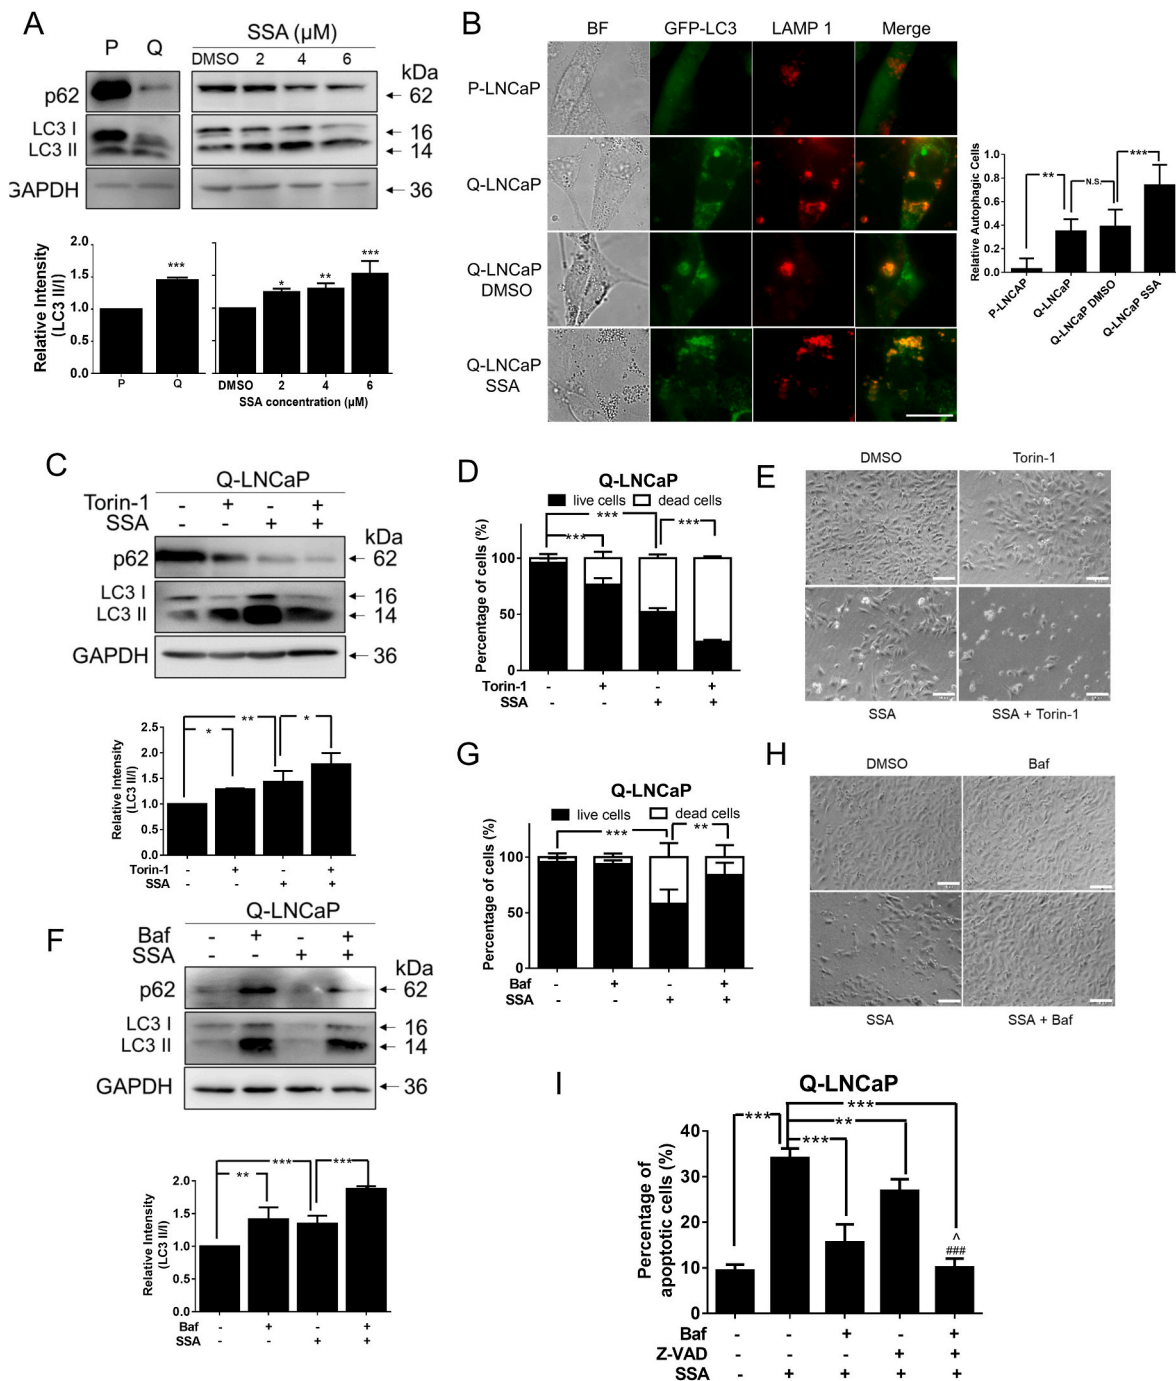 A
P Q
SSA (μM)
DMSO 2 4 6
kDa
p62
62
LC3 I
16
LC3 II
14
GAPDH
36
Relative Intensity
(LC3 II/I)
2.0
1.5
1.0
0.5
0.0
***
* ** ***
P Q DMSO 2 4 6
SSA concentration (μM)
B
BF GFP-LC3 LAMP 1 Merge
P-LNCaP
Q-LNCaP
Q-LNCaP
DMSO
Q-LNCaP
SSA
Relative Autophagic Cells
1.0
0.8
0.6
0.4
0.2
0.0
** N.S. ***
P-LNCAP
Q-LNCaP
Q-LNCaP DMSO
Q-LNCaP SSA
C
Q-LNCaP
Torin-1 - + - +
SSA - - + +
kDa
p62
62
LC3 I
16
LC3 II
14
GAPDH
36
Relative Intensity
(LC3 II/I)
2.5
2.0
1.5
1.0
0.5
0.0
* ** *
Torin-1 - + - +
SSA - - + +
D
Q-LNCaP
live cells dead cells
Percentage of cells (%)
100
50
0
*** *** ***
Torin-1 - + - +
SSA - - + +
E
DMSO Torin-1
SSA SSA + Torin-1
F
Q-LNCaP
Baf - + - +
SSA - - + +
kDa
p62
62
LC3 I
16
LC3 II
14
GAPDH
36
Relative Intensity
(LC3 II/I)
2.0
1.5
1.0
0.5
0.0
** *** ***
Baf - + - +
SSA - - + +
G
Q-LNCaP
live cells dead cells
Percentage of cells (%)
100
50
0
*** **
Baf - + - +
SSA - - + +
H
DMSO Baf
SSA SSA + Baf
I
Q-LNCaP
Percentage of
apoptotic cells (%)
40
30
20
10
0
*** *** ** ***
^
###
Baf - - + - +
Z-VAD - - - + +
SSA - + + + +